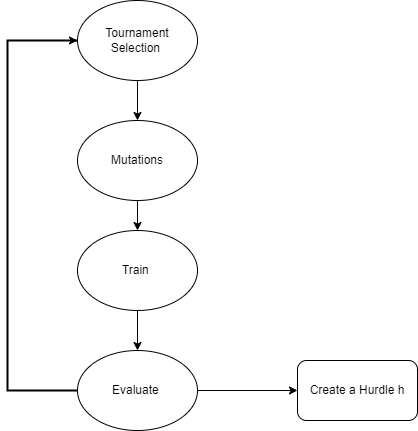 Tournament
Selection
Mutations
Train
Evaluate
Create a Hurdle h